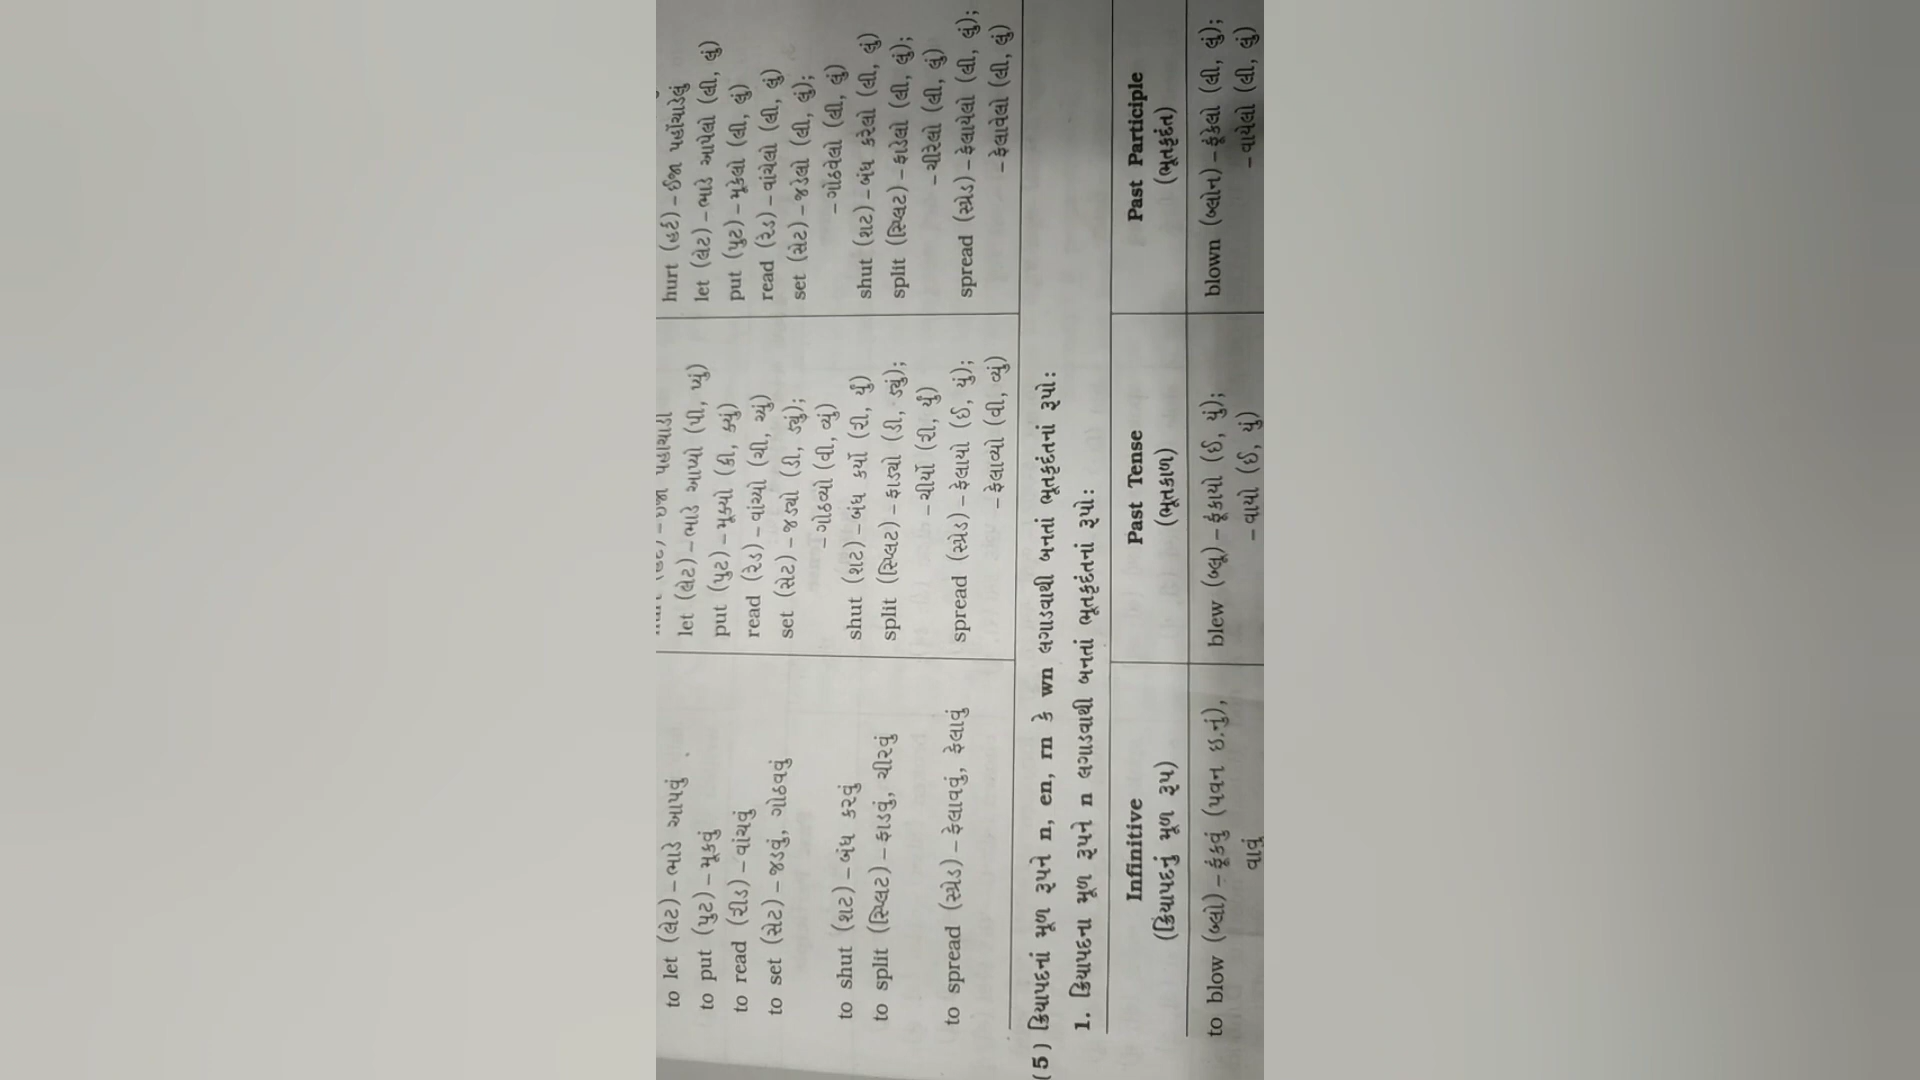 hurt (હર્ટ) – ઈજા પહોંચાડેલું
to let (લેટ) – ભાડે આપવું let (લેટ) – ભાડે આપ્યો (પી, પ્યું) let (લેટ) – ભાડે આપેલો (લી, લું)
to put (પુટ) – મૂકવું put (પુટ) – મૂક્યો (કી, ક્યું) put (પુટ) – મૂકેલો (લી, લું)
to read (રીડ) – વાંચવું read (રેડ) – વાંચ્યો (ચી, ચ્યું) read (રેડ) – વાંચેલો (લી, લું)
to set (સેટ) – જડવું, ગોઠવવું set (સેટ) – જડ્યો (ડી, ડ્યું); set (સેટ) – જડેલો (લી, લું);
– ગોઠવ્યો (વી, વ્યું) – ગોઠવેલો (લી, લું)
to shut (શટ) – બંધ કરવું shut (શટ) – બંધ કર્યો (રી, ર્યું) shut (શટ) – બંધ કરેલો (લી, લું)
to split (સ્પ્લિટ) – ફાડવું, ચીરવું split (સ્પ્લિટ) – ફાડ્યો (ડી, ડ્યું); split (સ્પ્લિટ) – ફાડેલો (લી, લું);
– ચીર્યો (રી, ર્યું) – ચીરેલો (લી, લું)
to spread (સ્પ્રેડ) – ફેલાવવું, ફેલાવું spread (સ્પ્રેડ) – ફેલાયો (ઈ, યું); spread (સ્પ્રેડ) – ફેલાયેલો (લી, લું);
– ફેલાવ્યો (વી, વ્યું) – ફેલાવેલો (લી, લું)
(5) ક્રિયાપદનાં મૂળ રૂપને n, en, rn કે wn લગાડવાથી બનતાં ભૂતકૃદંતનાં રૂપો:
1. ક્રિયાપદના મૂળ રૂપને n લગાડવાથી બનતાં ભૂતકૃદંતનાં રૂપો:
Infinitive Past Tense Past Participle
(ક્રિયાપદનું મૂળ રૂપ) (ભૂતકાળ) (ભૂતકૃદંત)
to blow (બ્લો) – ફૂંકવું (પવન ઇ.નું), blew (બ્લૂ) – ફૂંકાયો (ઈ, યું); blown (બ્લોન) – ફૂંકેલો (લી, લું);
વાવું – વાયો (ઈ, યું) – વાયેલો (લી, લું)